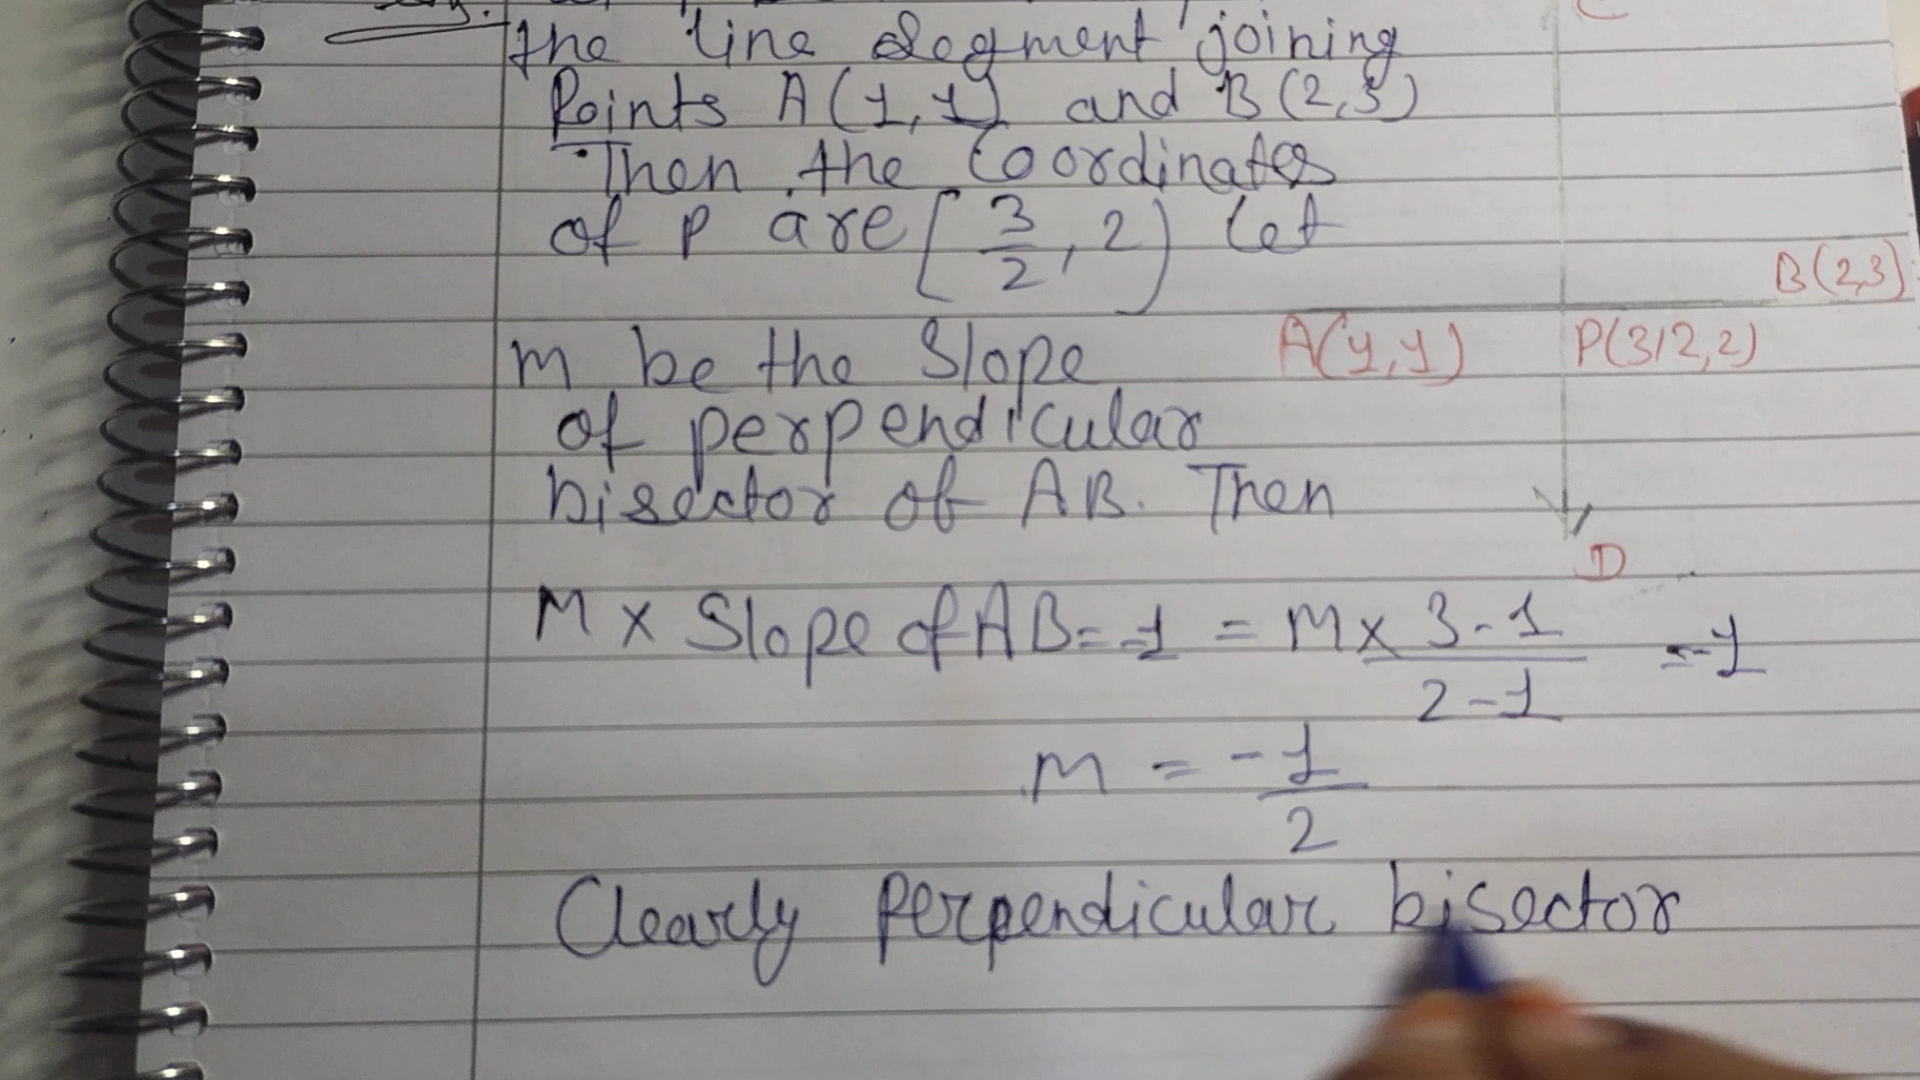 the line segment joining
Points A(1,1) and B(2,3)
Then the Coordinates
of P are [3/2, 2) let
B(2,3)
m be the Slope
A(1,1) P(3/2,2)
of perpendicular
bisector of AB. Then
D
M x Slope of AB = -1 = M x 3-1/2-1 = -1
m = -1/2
Clearly perpendicular bisector